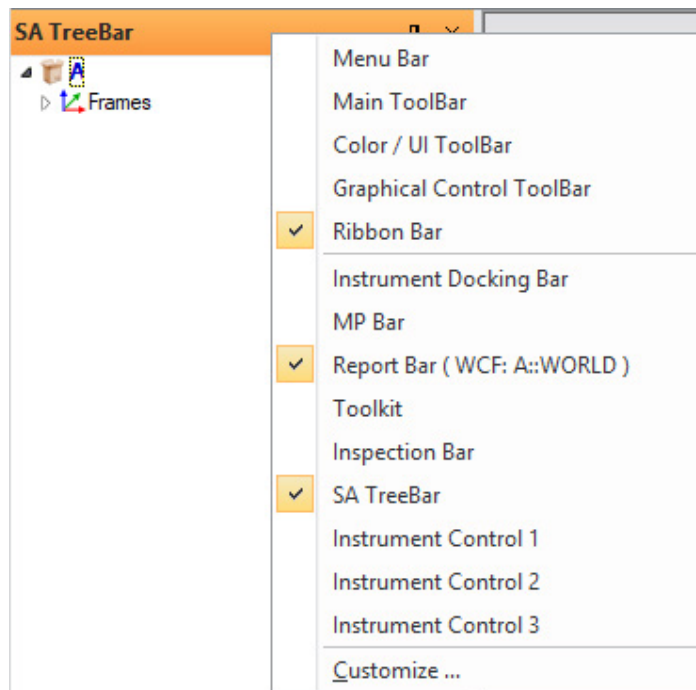 SA TreeBar
A
Frames
Menu Bar
Main ToolBar
Color / UI ToolBar
Graphical Control ToolBar
Ribbon Bar
Instrument Docking Bar
MP Bar
Report Bar ( WCF: A::WORLD )
Toolkit
Inspection Bar
SA TreeBar
Instrument Control 1
Instrument Control 2
Instrument Control 3
Customize ...